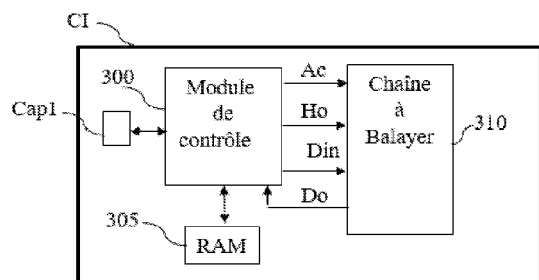 CI
300
Cap1
Module
de
contrôle
Ac
Ho
Din
Do
Chaîne
à
Balayer
310
305
RAM